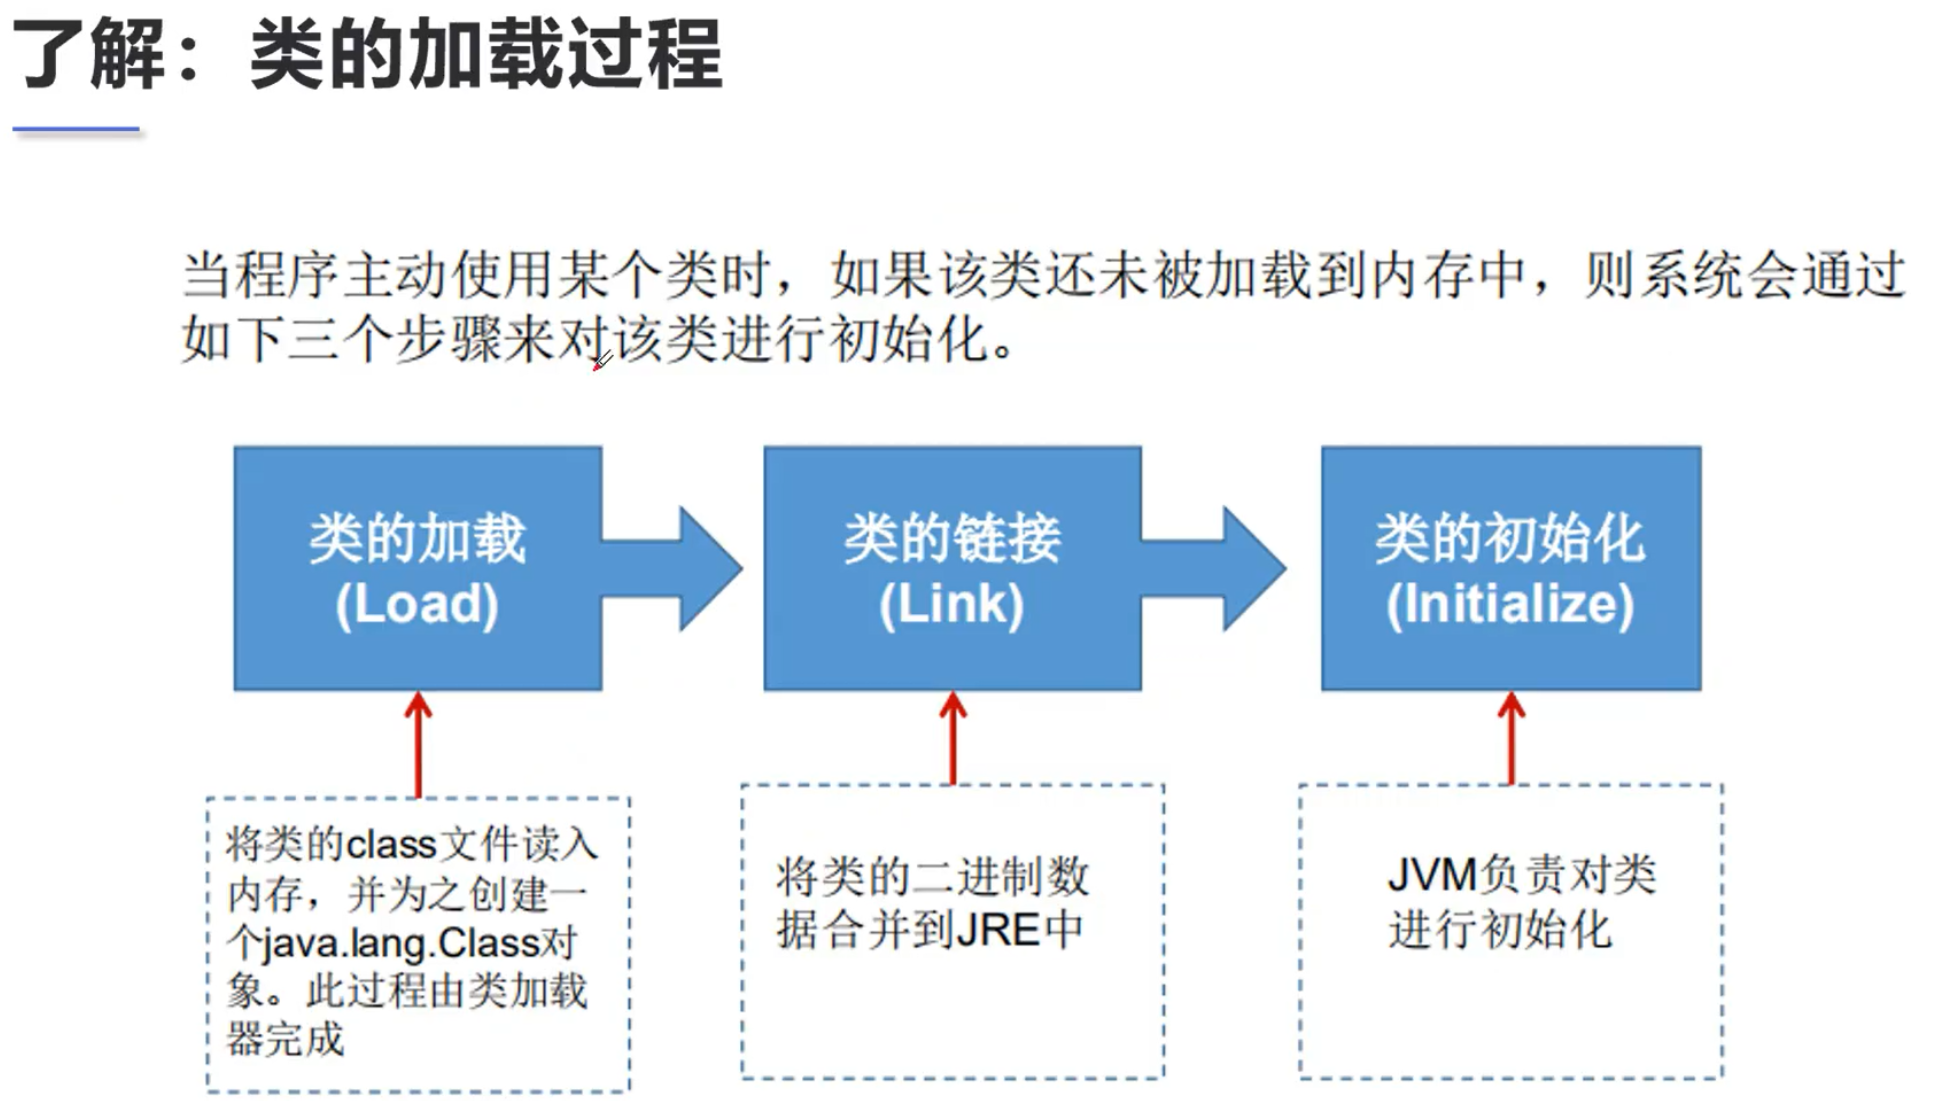 了解：类的加载过程
当程序主动使用某个类时，如果该类还未被加载到内存中，则系统会通过
如下三个步骤来对该类进行初始化。
类的加载
(Load)
类的链接
(Link)
类的初始化
(Initialize)
将类的class文件读入
内存，并为之创建一
个java.lang.Class对
象。此过程由类加载
器完成
将类的二进制数
据合并到JRE中
JVM负责对类
进行初始化